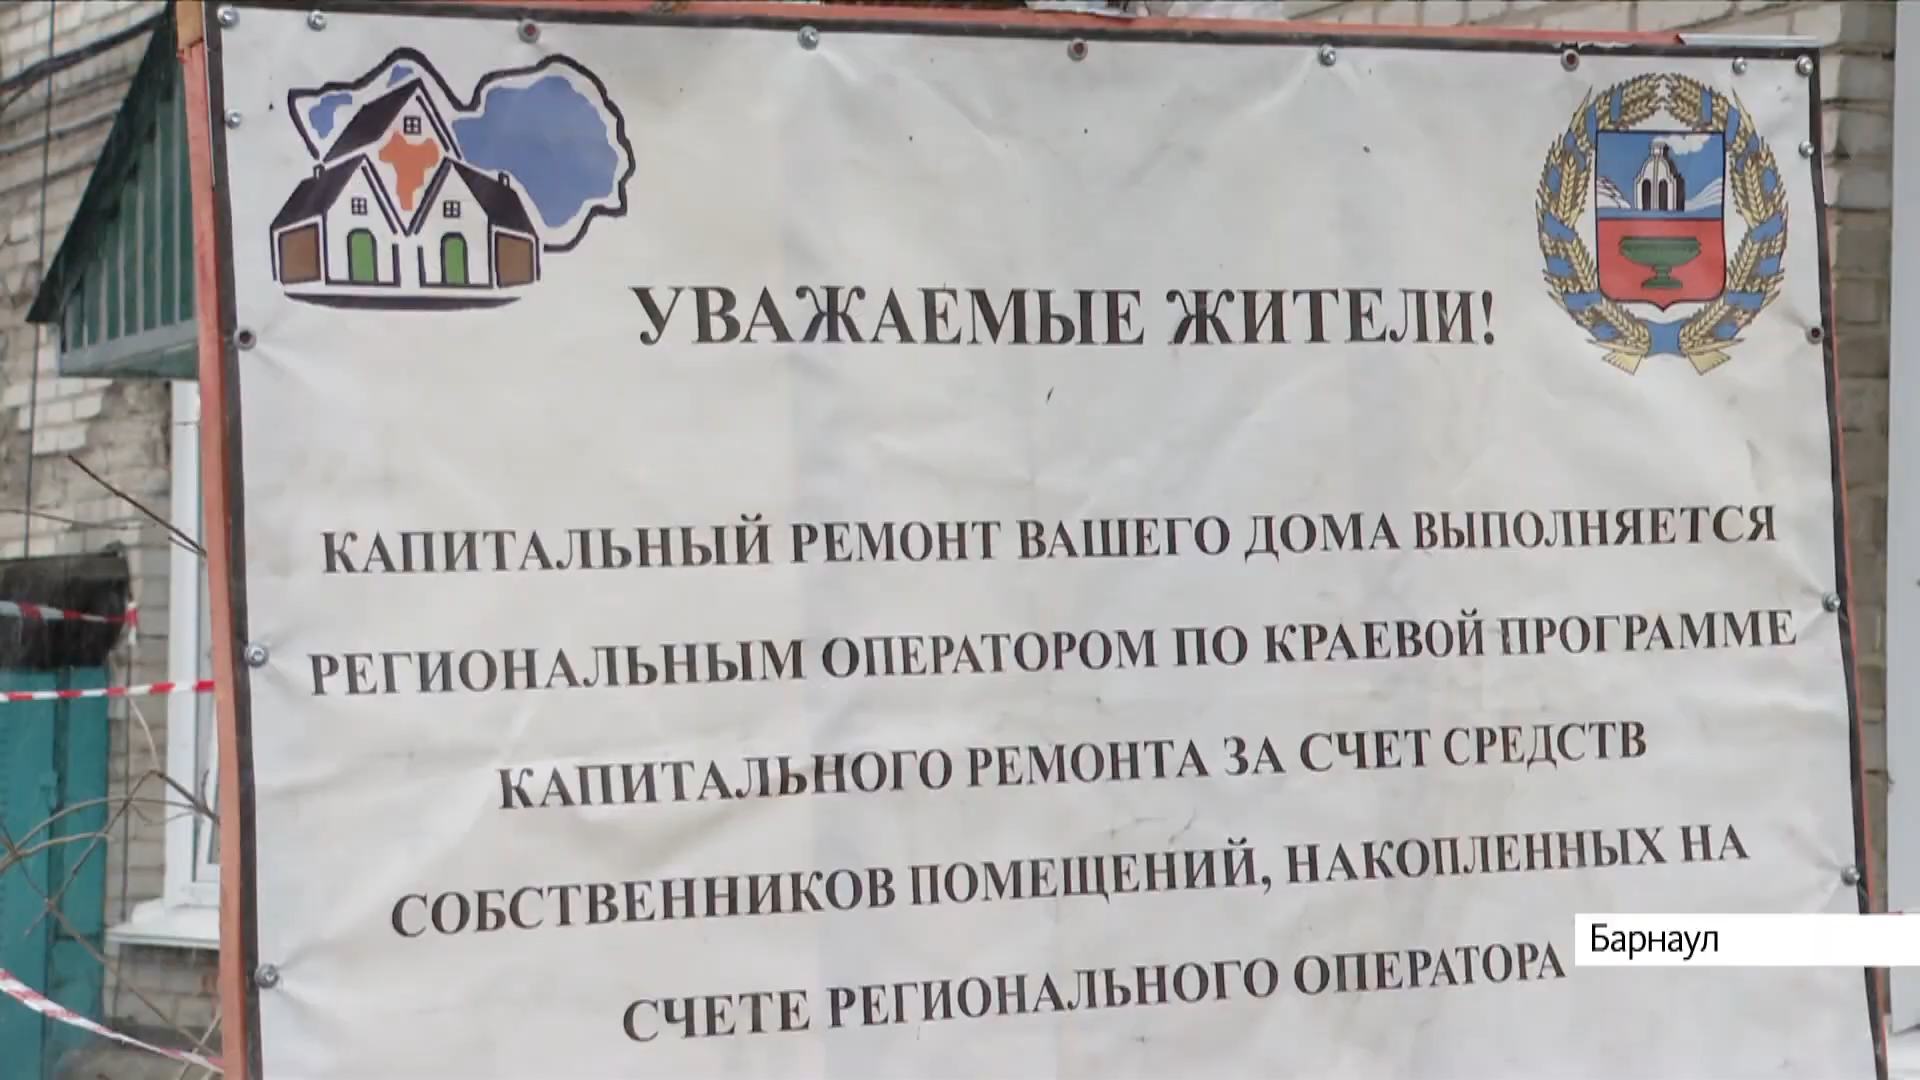 УВАЖАЕМЫЕ ЖИТЕЛИ!
КАПИТАЛЬНЫЙ РЕМОНТ ВАШЕГО ДОМА ВЫПОЛНЯЕТСЯ
РЕГИОНАЛЬНЫМ ОПЕРАТОРОМ ПО КРАЕВОЙ ПРОГРАММЕ
КАПИТАЛЬНОГО РЕМОНТА ЗА СЧЕТ СРЕДСТВ
СОБСТВЕННИКОВ ПОМЕЩЕНИЙ, НАКОПЛЕННЫХ НА
СЧЕТЕ РЕГИОНАЛЬНОГО ОПЕРАТОРА
Барнаул